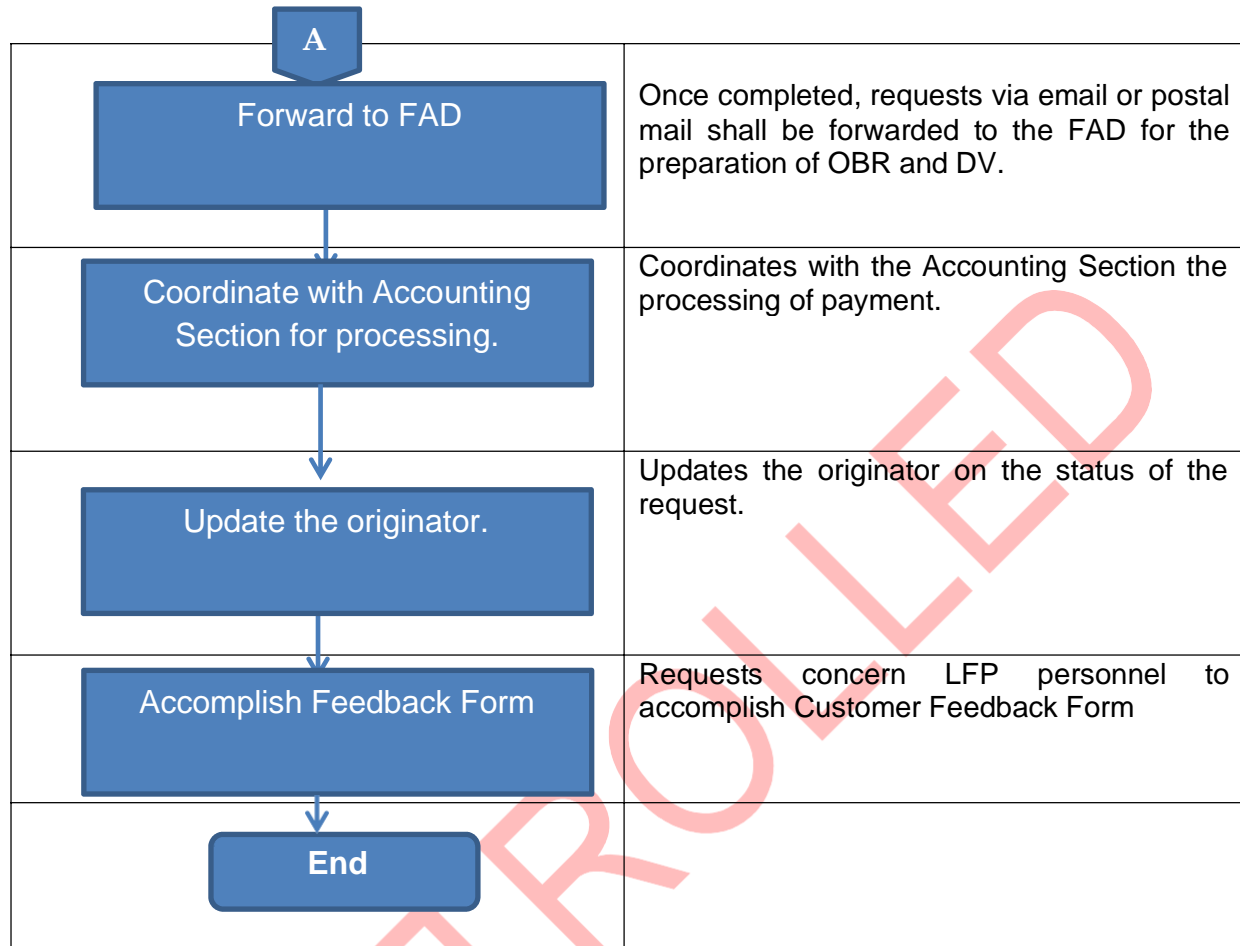 A
Forward to FAD
Once completed, requests via email or postal
mail shall be forwarded to the FAD for the
preparation of OBR and DV.
Coordinate with Accounting
Section for processing.
Coordinates with the Accounting Section the
processing of payment.
Update the originator.
Updates the originator on the status of the
request.
Accomplish Feedback Form
Requests concern LFP personnel to
accomplish Customer Feedback Form
End
TROLLED